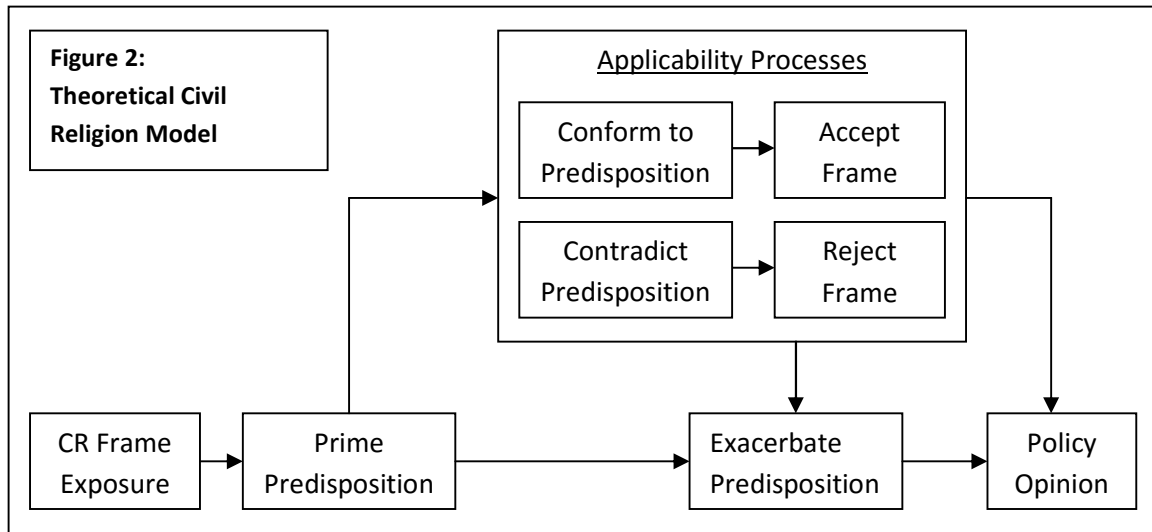 Figure 2:
Theoretical Civil
Religion Model
Applicability Processes
Conform to
Predisposition
Accept
Frame
Contradict
Predisposition
Reject
Frame
CR Frame
Exposure
Prime
Predisposition
Exacerbate
Predisposition
Policy
Opinion